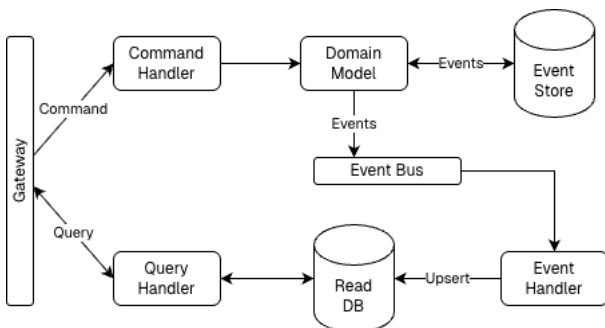 Command
Handler
Domain
Model
Events
Event
Store
Command
Events
Gateway
Event Bus
Query
Query
Handler
Read
DB
Upsert
Event
Handler